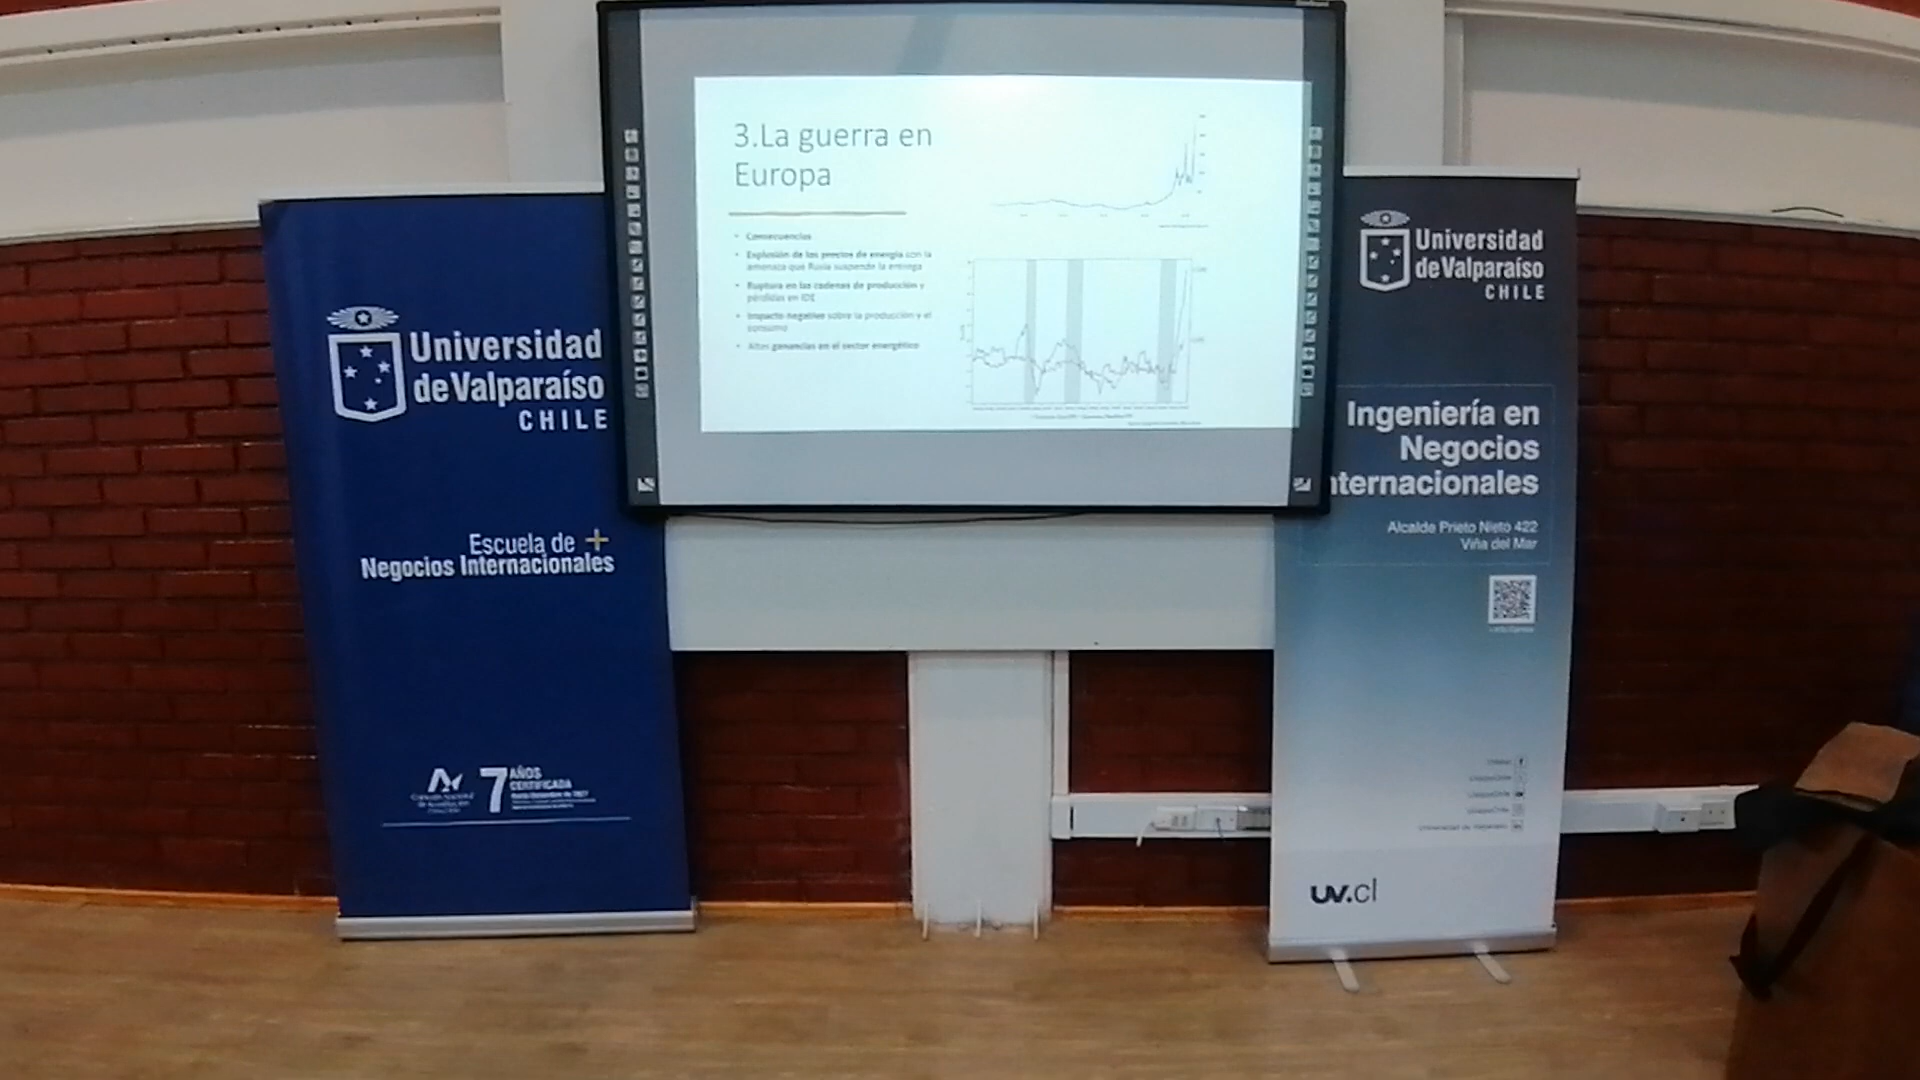 3.La guerra en
Europa
• Consecuencias
• Explosión de los precios de energía con la
amenaza que Rusia suspende la entrega
• Ruptura en las cadenas de producción y
pérdidas en IDE
• Impacto negativo sobre la producción y el
consumo
• Altas ganancias en el sector energético
Universidad
de Valparaíso
CHILE
Escuela de +
Negocios Internacionales
7 AÑOS
CERTIFICADA
Universidad
de Valparaíso
CHILE
Ingeniería en
Negocios
nternacionales
Alcalde Prieto Nieto 422
Viña del Mar
uv.cl